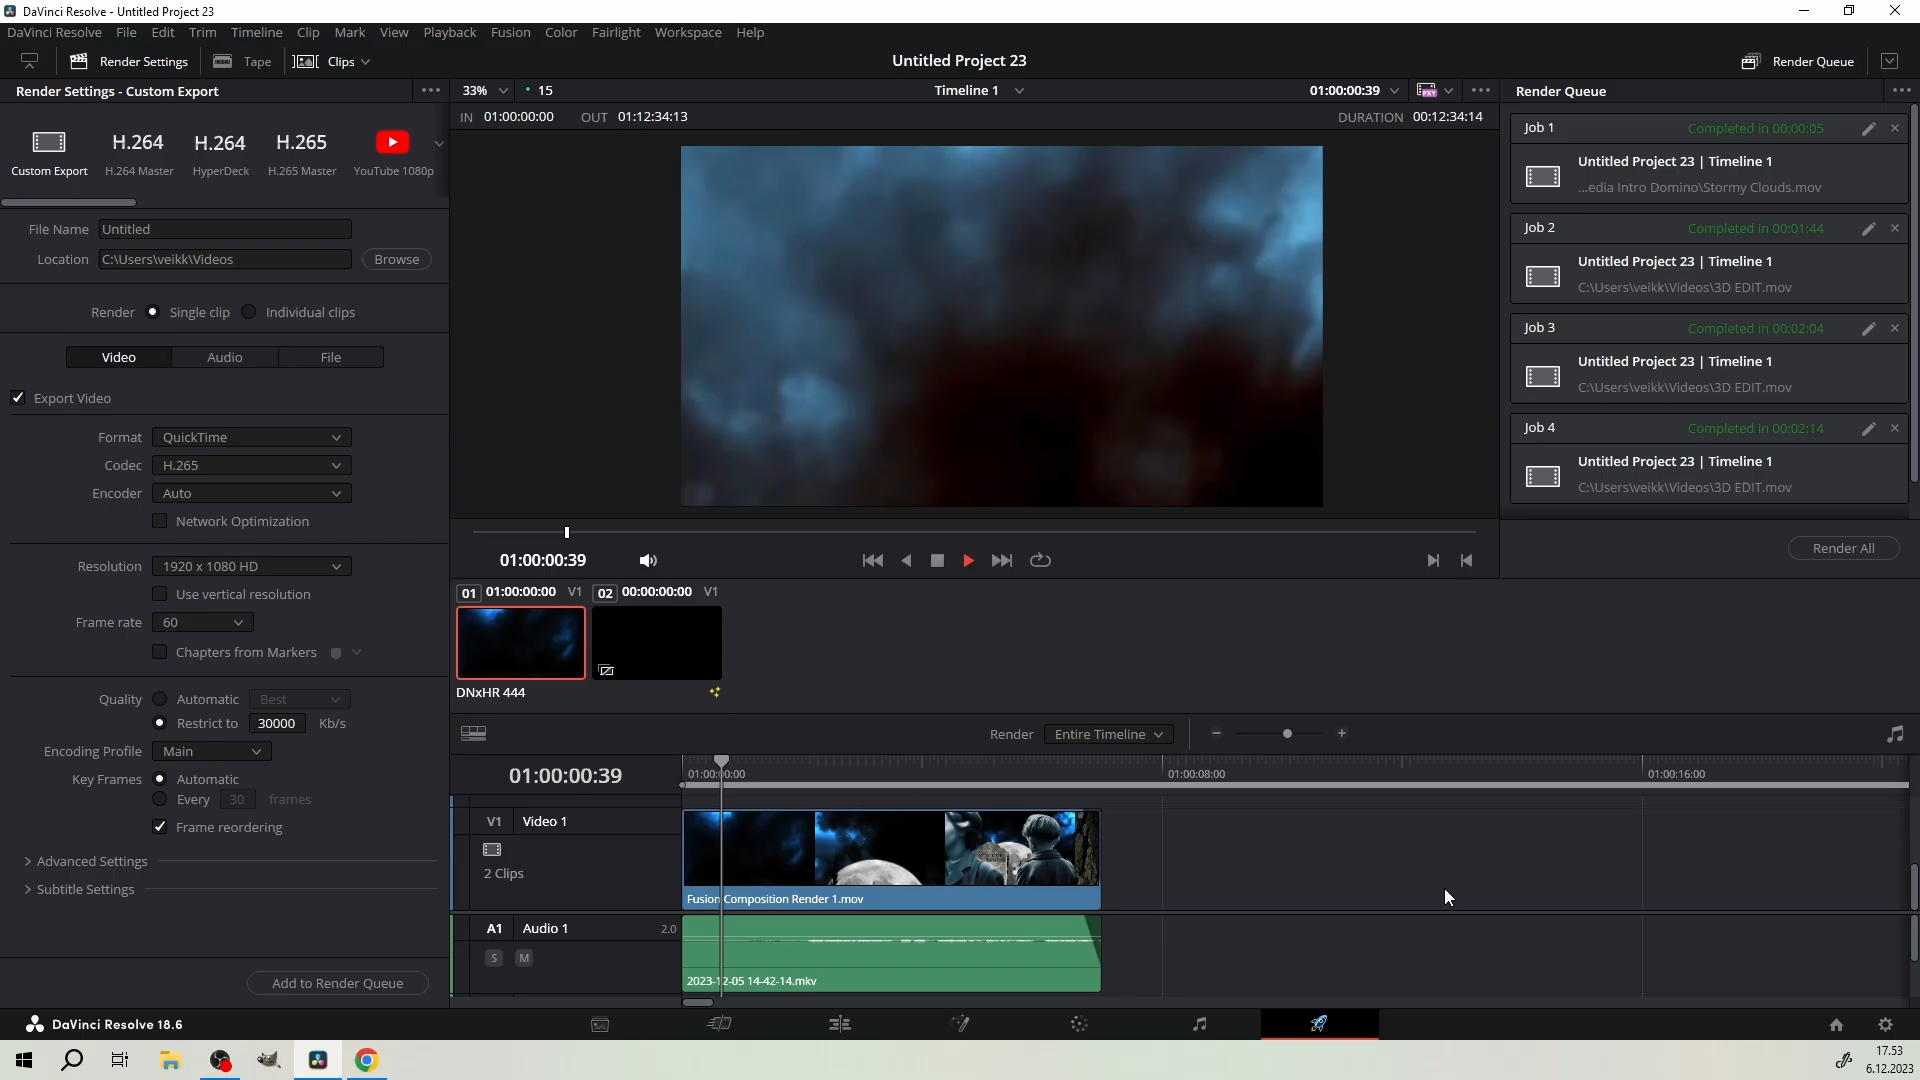 DaVinci Resolve - Untitled Project 23
DaVinci Resolve File Edit Trim Timeline Clip Mark View Playback Fusion Color Fairlight Workspace Help
Render Settings Tape Clips
Untitled Project 23
Render Queue
Render Settings - Custom Export
33% 15
Timeline 1
01:00:00:39
PXY
Render Queue
IN 01:00:00:00 OUT 01:12:34:13
DURATION 00:12:34:14
H.264 H.264 H.265
Custom Export H.264 Master HyperDeck H.265 Master YouTube 1080p
File Name Untitled
Location C:\Users\veikk\Videos Browse
Render Single clip Individual clips
Video Audio File
Export Video
Format QuickTime
Codec H.265
Encoder Auto
Network Optimization
Resolution 1920 x 1080 HD
Use vertical resolution
Frame rate 60
Chapters from Markers
Quality Automatic Best
Restrict to 30000 Kb/s
Encoding Profile Main
Key Frames Automatic
Every 30 frames
Frame reordering
Advanced Settings
Subtitle Settings
Add to Render Queue
Job 1 Completed in 00:00:05
Untitled Project 23 | Timeline 1
...edia Intro Domino\Stormy Clouds.mov
Job 2 Completed in 00:01:44
Untitled Project 23 | Timeline 1
C:\Users\veikk\Videos\3D EDIT.mov
Job 3 Completed in 00:02:04
Untitled Project 23 | Timeline 1
C:\Users\veikk\Videos\3D EDIT.mov
Job 4 Completed in 00:02:14
Untitled Project 23 | Timeline 1
C:\Users\veikk\Videos\3D EDIT.mov
Render All
01:00:00:39
01 01:00:00:00 V1 02 00:00:00:00 V1
DNxHR 444
Render Entire Timeline
01:00:00:39
01:00:00:00 01:00:08:00 01:00:16:00
V1 Video 1
2 Clips
Fusion Composition Render 1.mov
A1 Audio 1 2.0
S M
2023-12-05 14-42-14.mkv
DaVinci Resolve 18.6
17.53
6.12.2023